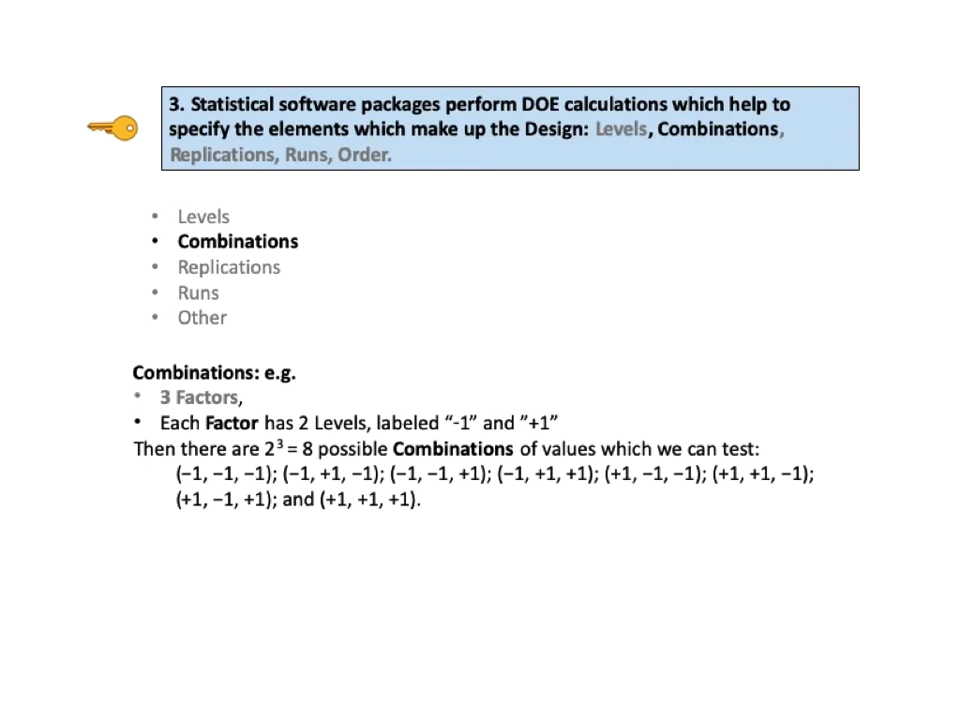 3. Statistical software packages perform DOE calculations which help to
specify the elements which make up the Design: Levels, Combinations,
Replications, Runs, Order.
• Levels
• Combinations
• Replications
• Runs
• Other
Combinations: e.g.
• 3 Factors,
• Each Factor has 2 Levels, labeled “-1” and ”+1”
Then there are 2³ = 8 possible Combinations of values which we can test:
(−1, −1, −1); (−1, +1, −1); (−1, −1, +1); (−1, +1, +1); (+1, −1, −1); (+1, +1, −1);
(+1, −1, +1); and (+1, +1, +1).